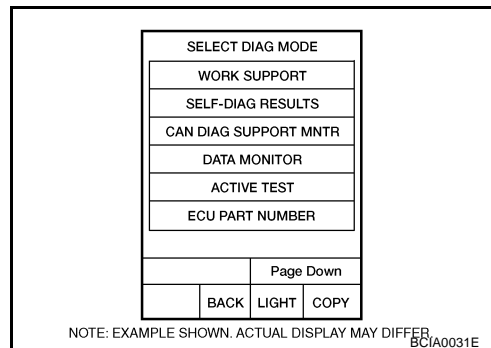 SELECT DIAG MODE
WORK SUPPORT
SELF-DIAG RESULTS
CAN DIAG SUPPORT MNTR
DATA MONITOR
ACTIVE TEST
ECU PART NUMBER
Page Down
BACK LIGHT COPY
NOTE: EXAMPLE SHOWN. ACTUAL DISPLAY MAY DIFFER.
BCIA0031E